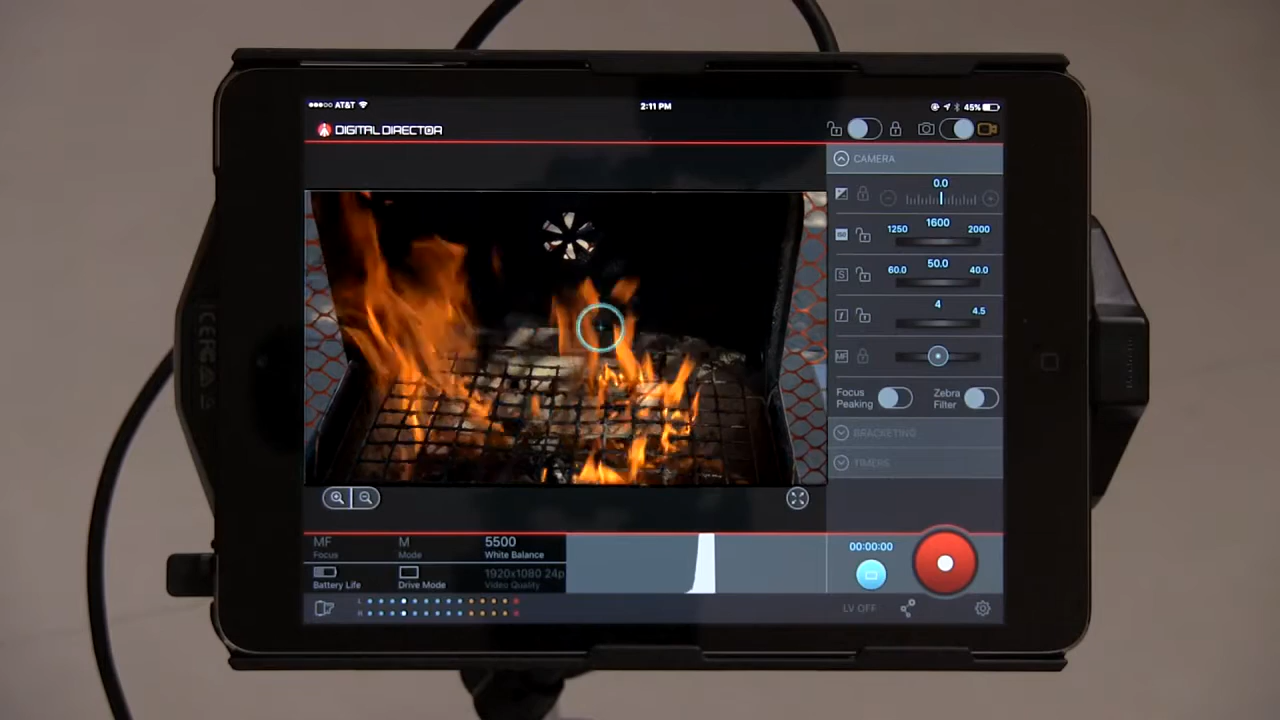 AT&T
2:11 PM
45%
DIGITAL DIRECTOR
CAMERA
0.0
1250 1600 2000
60.0 50.0 40.0
S
4 4.5
f
MF
Focus Peaking
Zebra Filter
BRACKETING
TIMERS
MF
Focus
M
Mode
5500
White Balance
Battery Life
Drive Mode
1920x1080 24p
Video Quality
00:00:00
L
R
LV OFF